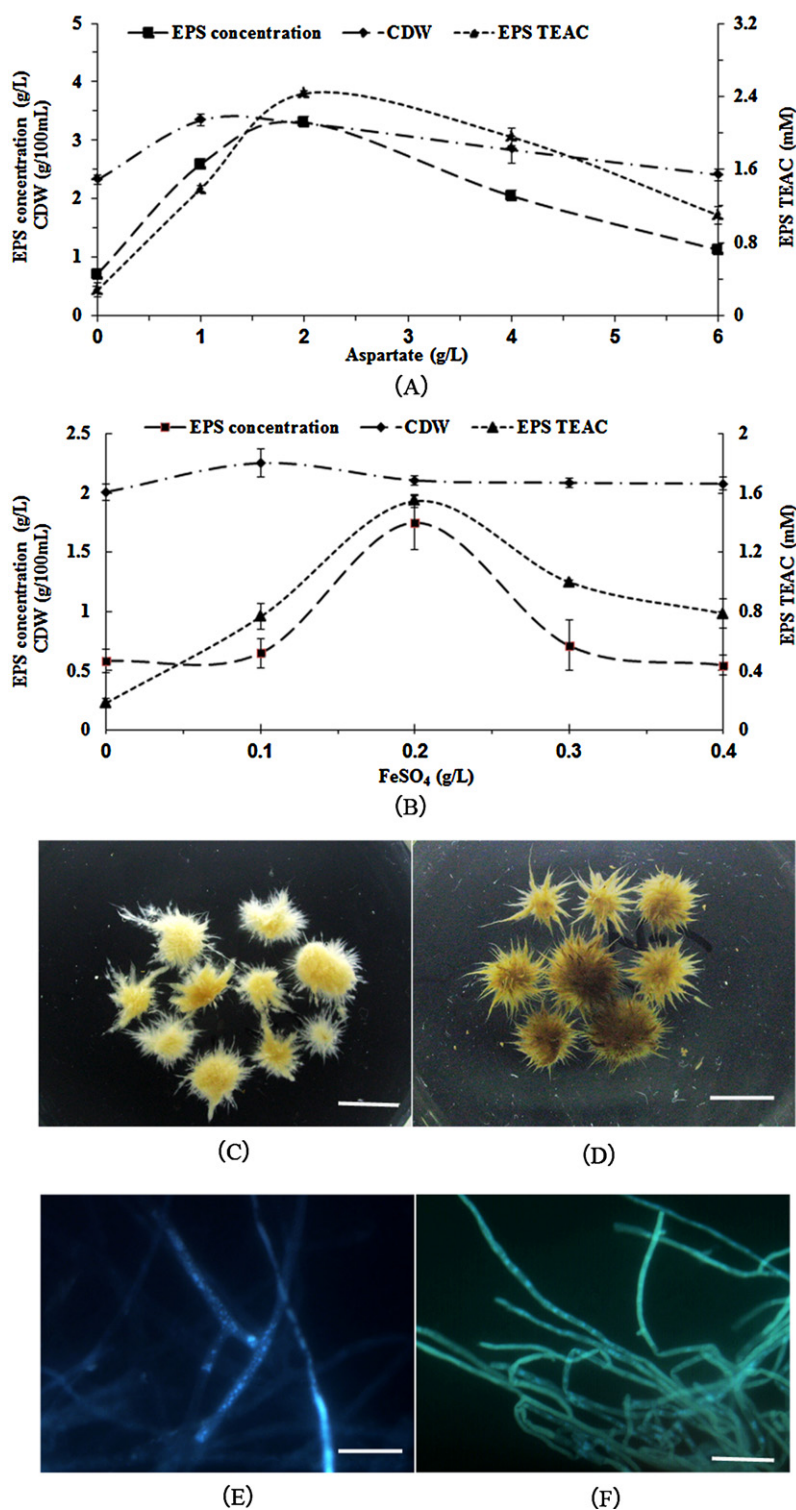 EPS concentration CDW EPS TEAC
5
4
3
2
1
0
3.2
2.4
1.6
0.8
0
EPS concentration (g/L)
CDW (g/100mL)
EPS TEAC (mM)
0 1 2 3 4 5 6
Aspartate (g/L)
(A)
EPS concentration CDW EPS TEAC
2.5
2
1.5
1
0.5
0
2
1.6
1.2
0.8
0.4
0
EPS concentration (g/L)
CDW (g/100mL)
EPS TEAC (mM)
0 0.1 0.2 0.3 0.4
FeSO₄ (g/L)
(B)
(C) (D)
(E) (F)